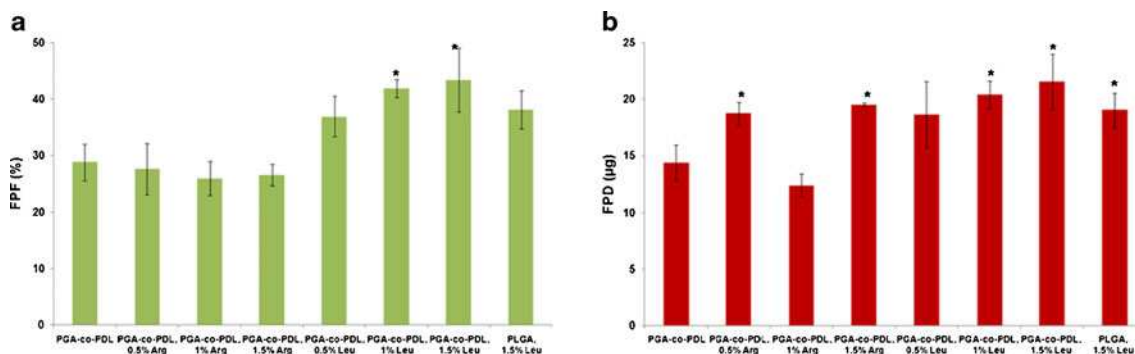 a
50
40
30
20
10
0
FPF (%)
PGA-co-PDL
PGA-co-PDL,
0.5% Arg
PGA-co-PDL,
1% Arg
PGA-co-PDL,
1.5% Arg
PGA-co-PDL,
0.5% Leu
PGA-co-PDL,
1% Leu
PGA-co-PDL,
1.5% Leu
PLGA,
1.5% Leu
*
*
b
25
20
15
10
5
0
FPD (µg)
PGA-co-PDL
PGA-co-PDL,
0.5% Arg
PGA-co-PDL,
1% Arg
PGA-co-PDL,
1.5% Arg
PGA-co-PDL,
0.5% Leu
PGA-co-PDL,
1% Leu
PGA-co-PDL,
1.5% Leu
PLGA,
1.5% Leu
*
*
*
*
*